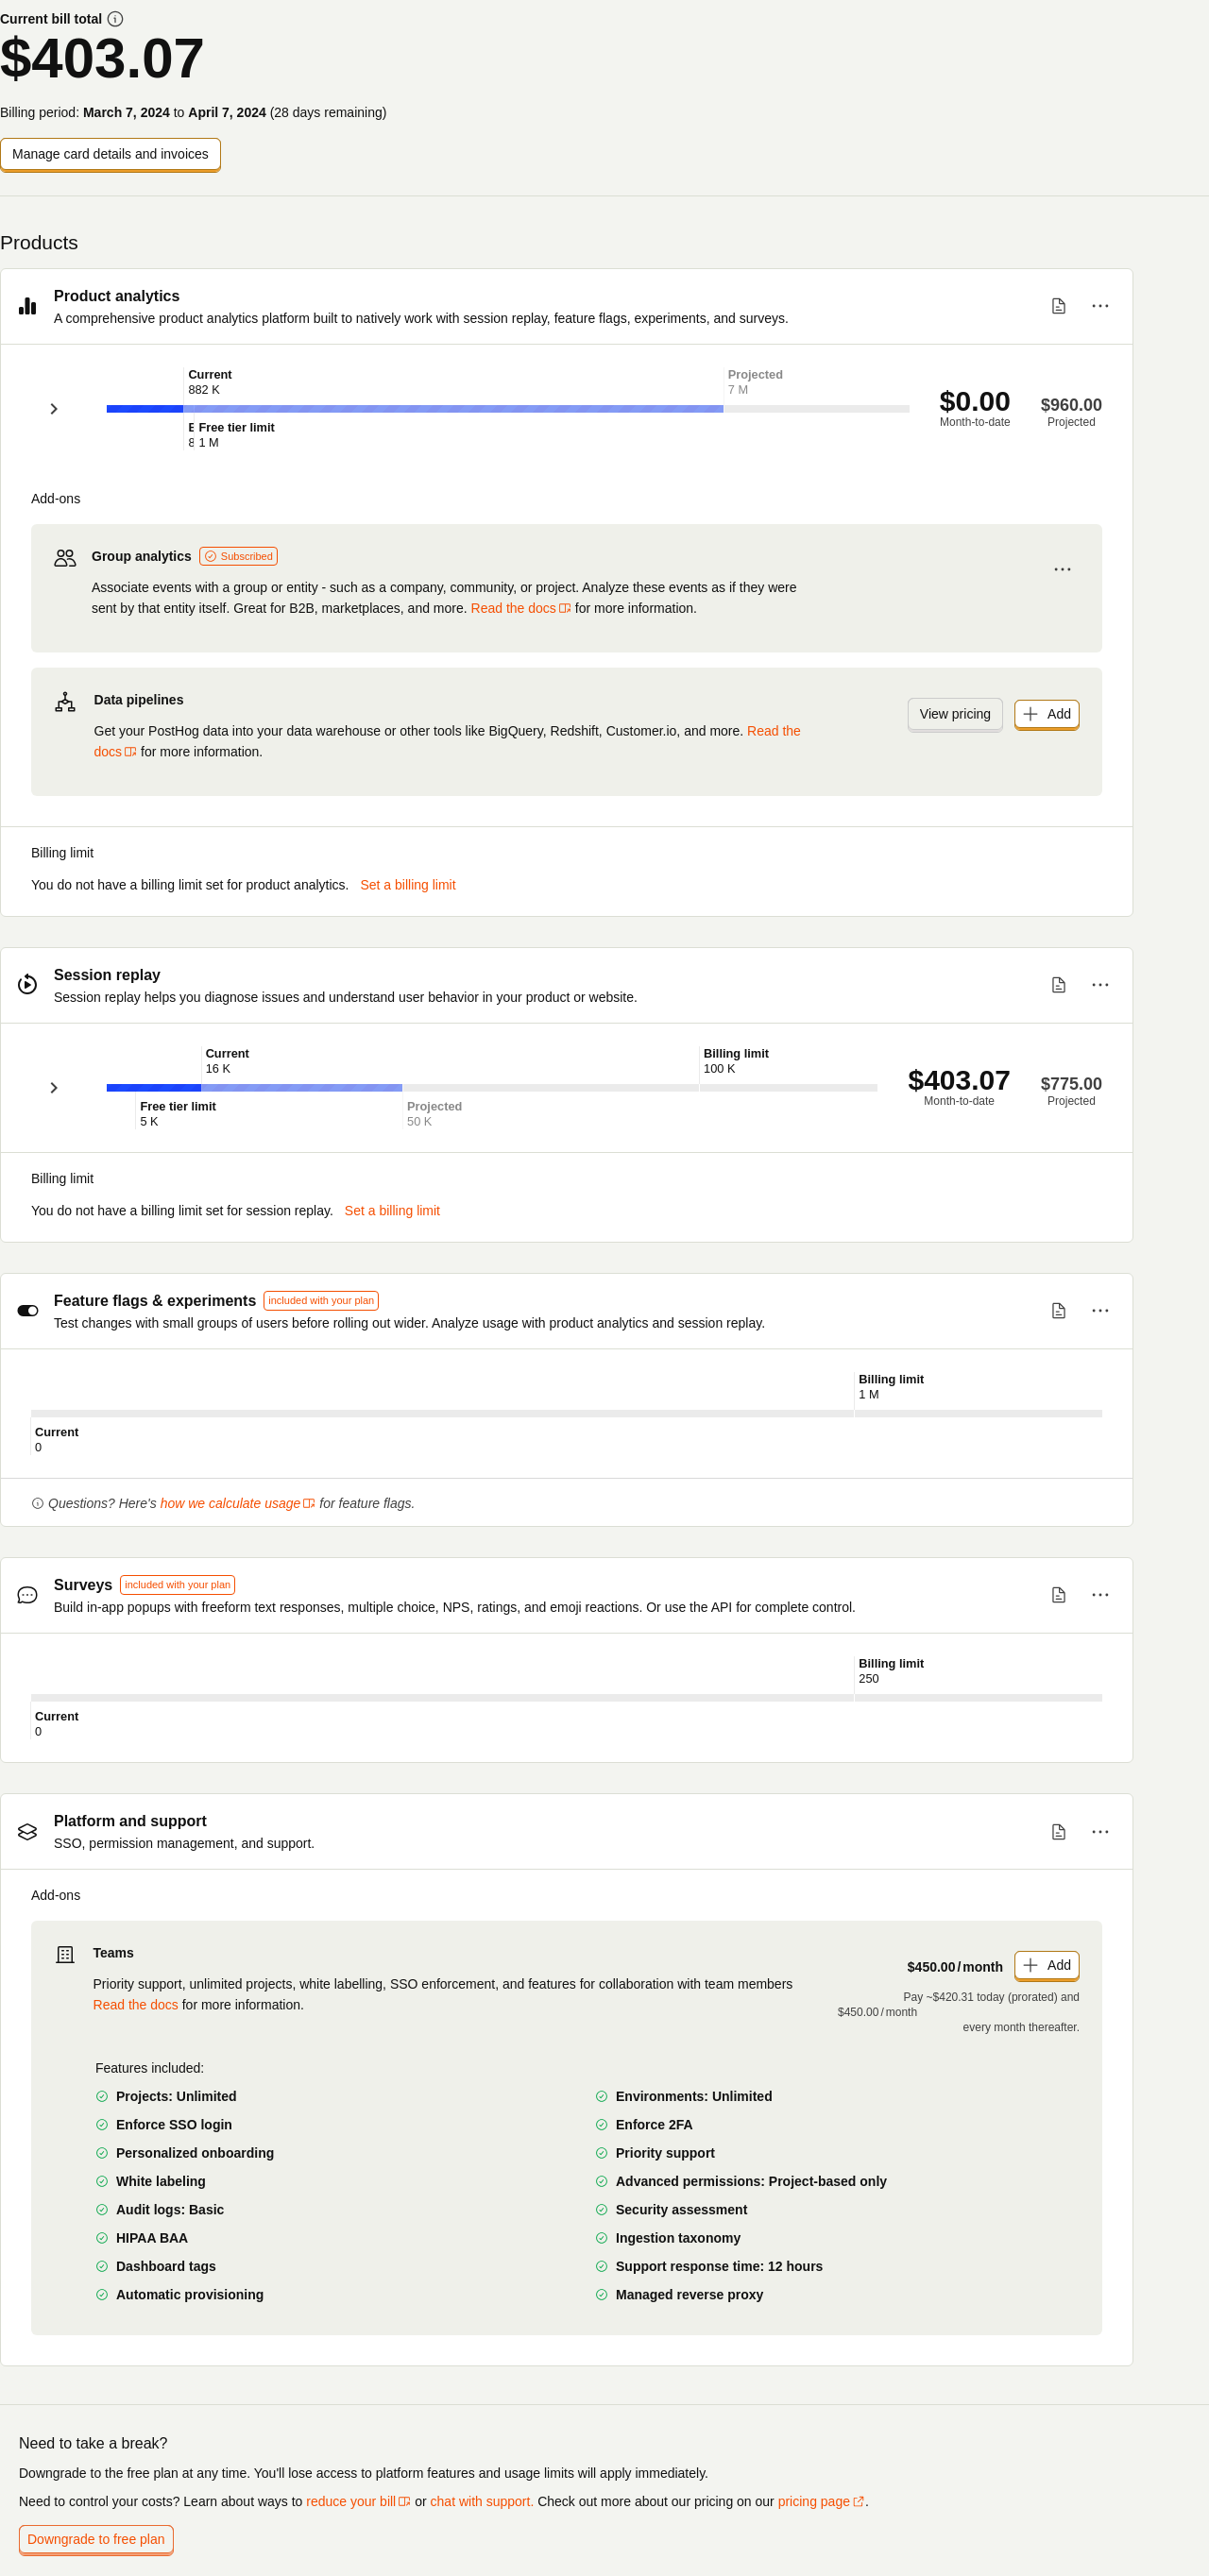 Current bill total
$403.07
Billing period: March 7, 2024 to April 7, 2024 (28 days remaining)
Manage card details and invoices
Products
Product analytics
A comprehensive product analytics platform built to natively work with session replay, feature flags, experiments, and surveys.
Current
882 K
Projected
7 M
E Free tier limit
8 1 M
$0.00
Month-to-date
$960.00
Projected
Add-ons
Group analytics Subscribed
Associate events with a group or entity - such as a company, community, or project. Analyze these events as if they were
sent by that entity itself. Great for B2B, marketplaces, and more. Read the docs for more information.
Data pipelines
Get your PostHog data into your data warehouse or other tools like BigQuery, Redshift, Customer.io, and more. Read the
docs for more information.
View pricing
Add
Billing limit
You do not have a billing limit set for product analytics. Set a billing limit
Session replay
Session replay helps you diagnose issues and understand user behavior in your product or website.
Current
16 K
Billing limit
100 K
Free tier limit
5 K
Projected
50 K
$403.07
Month-to-date
$775.00
Projected
Billing limit
You do not have a billing limit set for session replay. Set a billing limit
Feature flags & experiments included with your plan
Test changes with small groups of users before rolling out wider. Analyze usage with product analytics and session replay.
Billing limit
1 M
Current
0
Questions? Here's how we calculate usage for feature flags.
Surveys included with your plan
Build in-app popups with freeform text responses, multiple choice, NPS, ratings, and emoji reactions. Or use the API for complete control.
Billing limit
250
Current
0
Platform and support
SSO, permission management, and support.
Add-ons
Teams
Priority support, unlimited projects, white labelling, SSO enforcement, and features for collaboration with team members
Read the docs for more information.
$450.00/month
Add
Pay ~$420.31 today (prorated) and
$450.00/month
every month thereafter.
Features included:
Projects: Unlimited
Environments: Unlimited
Enforce SSO login
Enforce 2FA
Personalized onboarding
Priority support
White labeling
Advanced permissions: Project-based only
Audit logs: Basic
Security assessment
HIPAA BAA
Ingestion taxonomy
Dashboard tags
Support response time: 12 hours
Automatic provisioning
Managed reverse proxy
Need to take a break?
Downgrade to the free plan at any time. You'll lose access to platform features and usage limits will apply immediately.
Need to control your costs? Learn about ways to reduce your bill or chat with support. Check out more about our pricing on our pricing page.
Downgrade to free plan